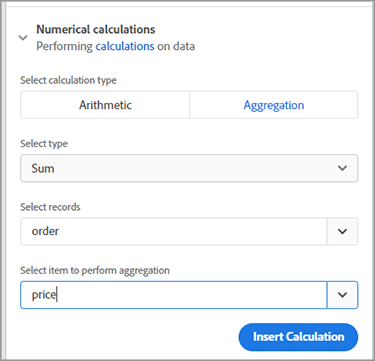 Numerical calculations
Performing calculations on data
Select calculation type
Arithmetic Aggregation
Select type
Sum
Select records
order
Select item to perform aggregation
price
Insert Calculation